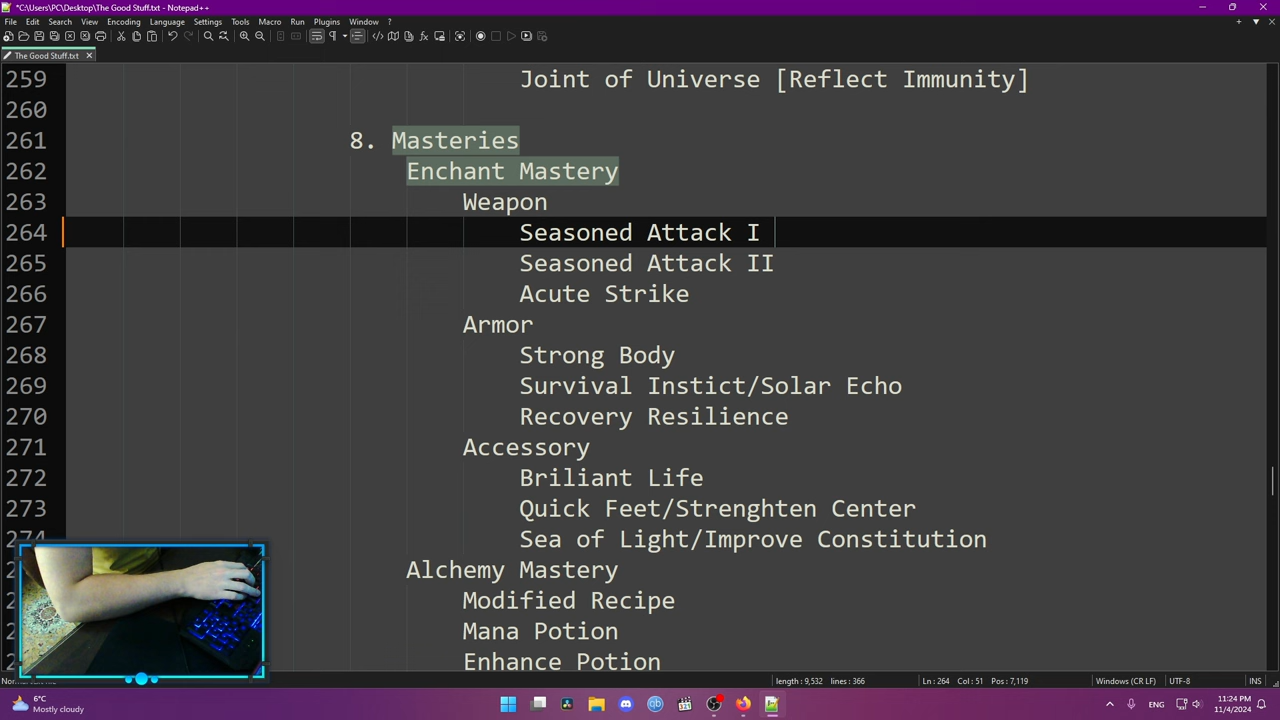 *C:\Users\PC\Desktop\The Good Stuff.txt - Notepad++
File Edit Search View Encoding Language Settings Tools Macro Run Plugins Window ?
The Good Stuff.txt
259 Joint of Universe [Reflect Immunity]
260
261 8. Masteries
262 Enchant Mastery
263 Weapon
264 Seasoned Attack I
265 Seasoned Attack II
266 Acute Strike
267 Armor
268 Strong Body
269 Survival Instict/Solar Echo
270 Recovery Resilience
271 Accessory
272 Briliant Life
273 Quick Feet/Strenghten Center
274 Sea of Light/Improve Constitution
Alchemy Mastery
Modified Recipe
Mana Potion
Enhance Potion
length : 9,532 lines : 366 Ln : 264 Col : 51 Pos : 7,119 Windows (CR LF) UTF-8 INS
6°C
Mostly cloudy
ENG
11:24 PM
11/4/2024